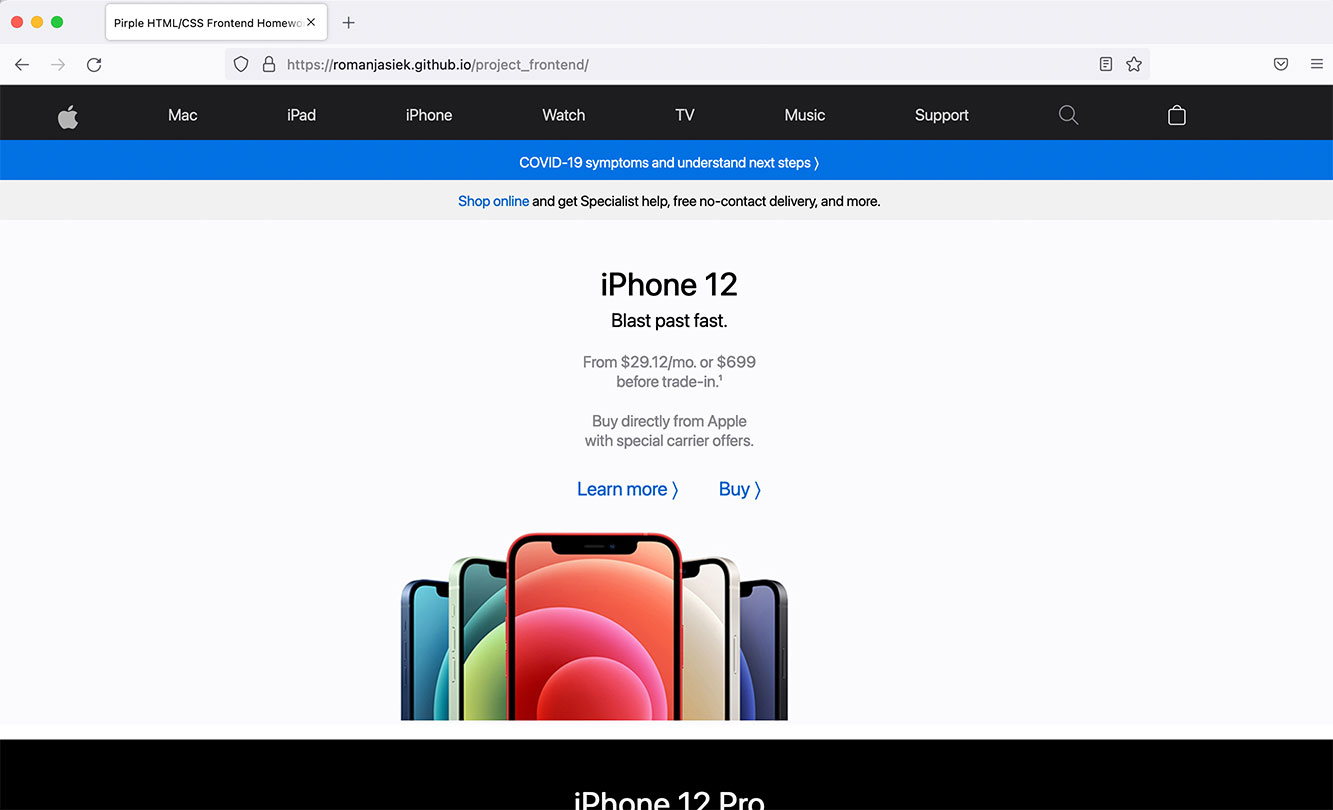 Pirple HTML/CSS Frontend Homewo
https://romanjasiek.github.io/project_frontend/
Mac iPad iPhone Watch TV Music Support
COVID-19 symptoms and understand next steps 〉
Shop online and get Specialist help, free no-contact delivery, and more.
iPhone 12
Blast past fast.
From $29.12/mo. or $699
before trade-in.¹
Buy directly from Apple
with special carrier offers.
Learn more 〉 Buy 〉
iPhone 12 Pro